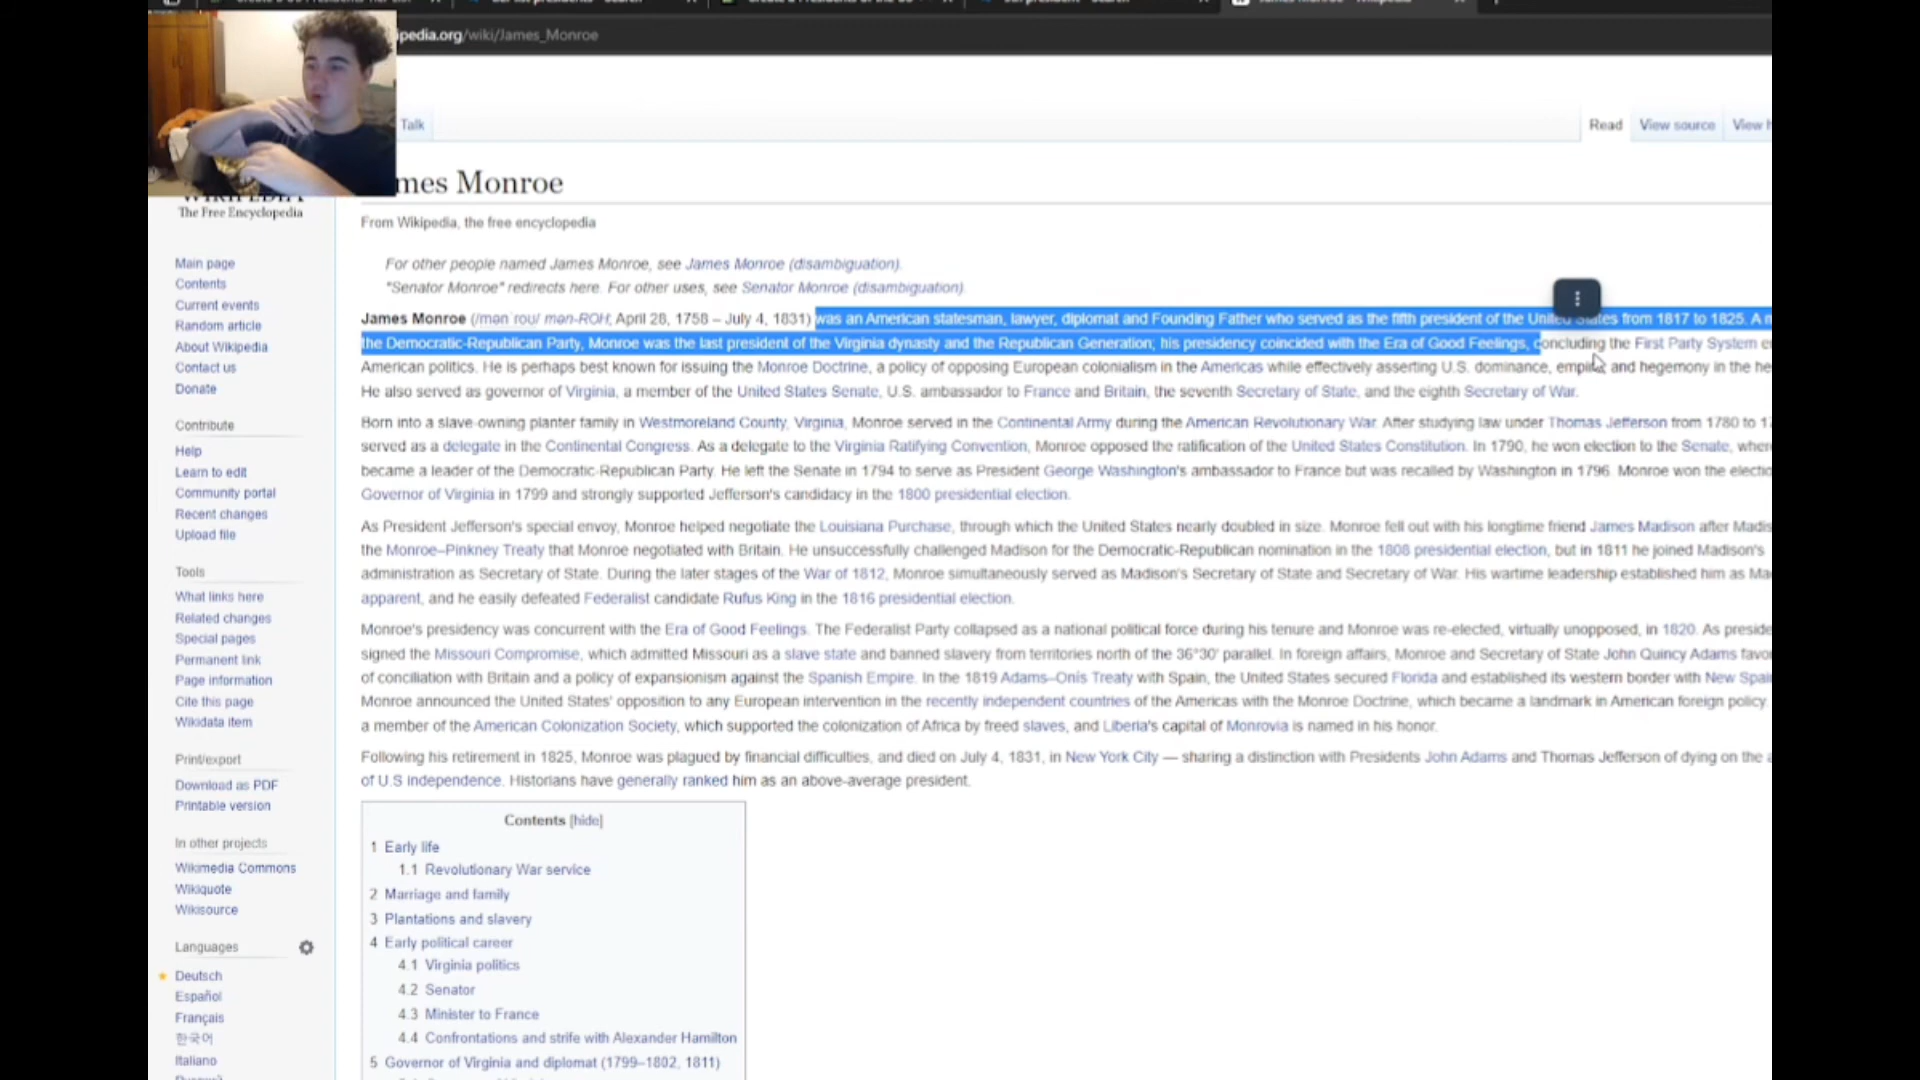 ipedia.org/wiki/James_Monroe
Talk
Read
View source
mes Monroe
The Free Encyclopedia
From Wikipedia, the free encyclopedia
Main page
Contents
Current events
Random article
About Wikipedia
Contact us
Donate
Contribute
Help
Learn to edit
Community portal
Recent changes
Upload file
Tools
What links here
Related changes
Special pages
Permanent link
Page information
Cite this page
Wikidata item
Print/export
Download as PDF
Printable version
In other projects
Wikimedia Commons
Wikiquote
Wikisource
Languages
Deutsch
Español
Français
한국어
Italiano
For other people named James Monroe, see James Monroe (disambiguation).
"Senator Monroe" redirects here. For other uses, see Senator Monroe (disambiguation)
James Monroe (/mənˈroʊ/ mən-ROH; April 28, 1758 – July 4, 1831) was an American statesman, lawyer, diplomat and Founding Father who served as the fifth president of the United States from 1817 to 1825. A
the Democratic-Republican Party, Monroe was the last president of the Virginia dynasty and the Republican Generation; his presidency coincided with the Era of Good Feelings, concluding the First Party System
American politics. He is perhaps best known for issuing the Monroe Doctrine, a policy of opposing European colonialism in the Americas while effectively asserting U.S. dominance, empire, and hegemony in the
He also served as governor of Virginia, a member of the United States Senate, U.S. ambassador to France and Britain, the seventh Secretary of State, and the eighth Secretary of War.
Born into a slave-owning planter family in Westmoreland County, Virginia, Monroe served in the Continental Army during the American Revolutionary War. After studying law under Thomas Jefferson from 1780 to
served as a delegate in the Continental Congress. As a delegate to the Virginia Ratifying Convention, Monroe opposed the ratification of the United States Constitution. In 1790, he won election to the Senate,
became a leader of the Democratic-Republican Party. He left the Senate in 1794 to serve as President George Washington's ambassador to France but was recalled by Washington in 1796. Monroe won the
Governor of Virginia in 1799 and strongly supported Jefferson's candidacy in the 1800 presidential election.
As President Jefferson's special envoy, Monroe helped negotiate the Louisiana Purchase, through which the United States nearly doubled in size. Monroe fell out with his longtime friend James Madison after
the Monroe–Pinkney Treaty that Monroe negotiated with Britain. He unsuccessfully challenged Madison for the Democratic-Republican nomination in the 1808 presidential election, but in 1811 he joined Madison's
administration as Secretary of State. During the later stages of the War of 1812, Monroe simultaneously served as Madison's Secretary of State and Secretary of War. His wartime leadership established him as
apparent, and he easily defeated Federalist candidate Rufus King in the 1816 presidential election.
Monroe's presidency was concurrent with the Era of Good Feelings. The Federalist Party collapsed as a national political force during his tenure and Monroe was re-elected, virtually unopposed, in 1820. As
signed the Missouri Compromise, which admitted Missouri as a slave state and banned slavery from territories north of the 36°30′ parallel. In foreign affairs, Monroe and Secretary of State John Quincy Adams
of conciliation with Britain and a policy of expansionism against the Spanish Empire. In the 1819 Adams–Onís Treaty with Spain, the United States secured Florida and established its western border with New
Monroe announced the United States' opposition to any European intervention in the recently independent countries of the Americas with the Monroe Doctrine, which became a landmark in American foreign policy.
a member of the American Colonization Society, which supported the colonization of Africa by freed slaves, and Liberia's capital of Monrovia is named in his honor.
Following his retirement in 1825, Monroe was plagued by financial difficulties, and died on July 4, 1831, in New York City — sharing a distinction with Presidents John Adams and Thomas Jefferson of dying on the
of U.S independence. Historians have generally ranked him as an above-average president.
Contents [hide]
1 Early life
1.1 Revolutionary War service
2 Marriage and family
3 Plantations and slavery
4 Early political career
4.1 Virginia politics
4.2 Senator
4.3 Minister to France
4.4 Confrontations and strife with Alexander Hamilton
5 Governor of Virginia and diplomat (1799–1802, 1811)